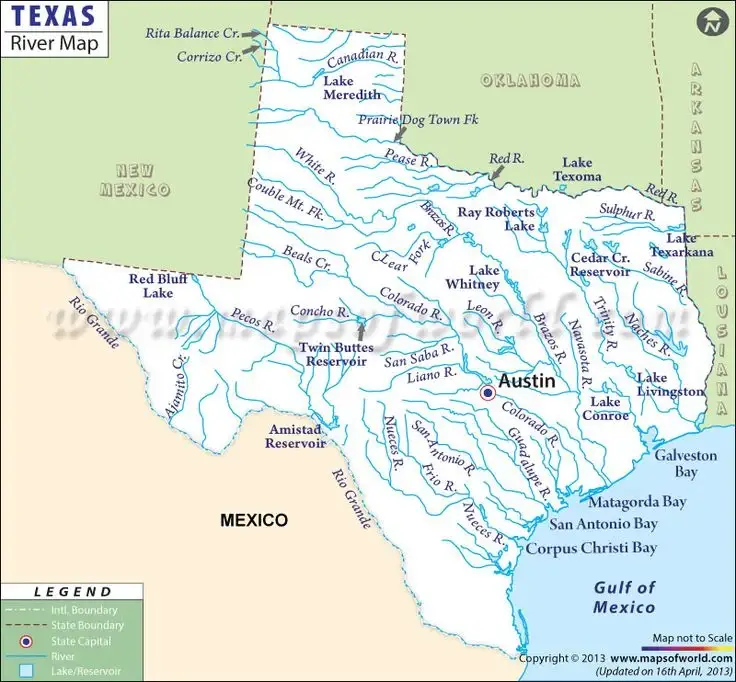 TEXAS
River Map
N
Rita Balance Cr.
Corrizo Cr.
Canadian R.
Lake
Meredith
OKLAHOMA
ARKANSAS
Prairie Dog Town Fk
NEW
MEXICO
White R.
Pease R.
Red R.
Lake
Texoma
Red R.
Couble Mt. Fk.
Brazos R.
Ray Roberts
Lake
Sulphur R.
Lake
Texarkana
Beals Cr.
CLear Fork
Cedar Cr.
Reservoir
Sabine R.
Red Bluff
Lake
Lake
Whitney
LOUSIANA
Rio Grande
Pecos R.
Concho R.
Colorado R.
Leon R.
Brazos R.
Navasota R.
Trinity R.
Naches R.
www.mapsofworld.com
Twin Buttes
Reservoir
San Saba R.
Liano R.
Ajamito Cr.
Austin
Lake
Livingston
Lake
Conroe
Amistad
Reservoir
Nueces R.
San Antonio R.
Frio R.
Guadalupe R.
Colorado R.
Galveston
Bay
Rio Grande
Nueces R.
Matagorda Bay
San Antonio Bay
Corpus Christi Bay
MEXICO
Gulf of
Mexico
LEGEND
Intl. Boundary
State Boundary
State Capital
River
Lake/Reservoir
Map not to Scale
Copyright © 2013 www.mapsofworld.com
(Updated on 16th April, 2013)